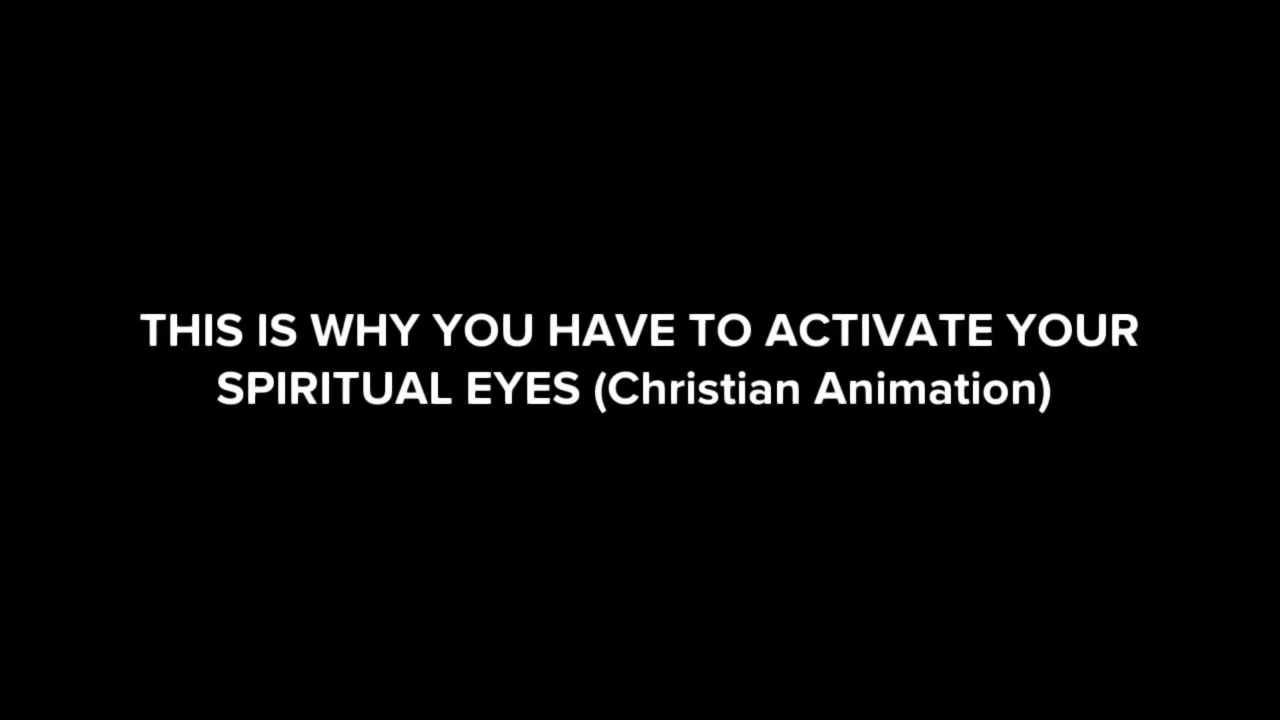 THIS IS WHY YOU HAVE TO ACTIVATE YOUR
SPIRITUAL EYES (Christian Animation)